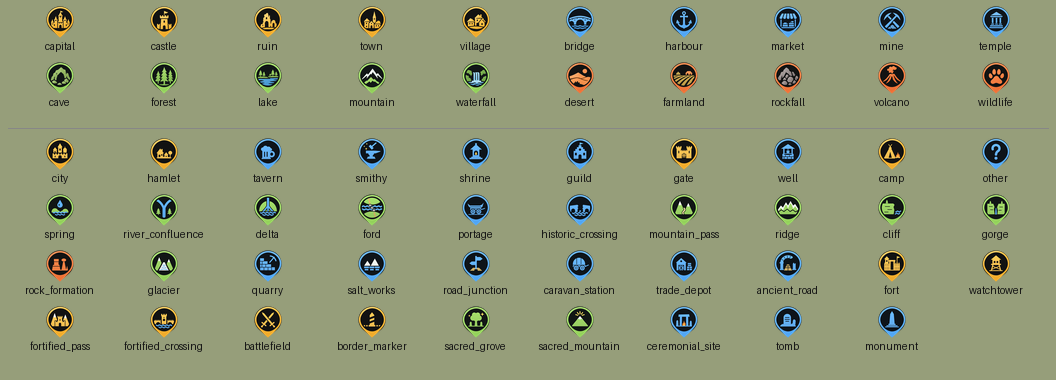 capital castle ruin town village bridge harbour market mine temple
cave forest lake mountain waterfall desert farmland rockfall volcano wildlife
city hamlet tavern smithy shrine guild gate well camp other
?
spring river_confluence delta ford portage historic_crossing mountain_pass ridge cliff gorge
rock_formation glacier quarry salt_works road_junction caravan_station trade_depot ancient_road fort watchtower
fortified_pass fortified_crossing battlefield border_marker sacred_grove sacred_mountain ceremonial_site tomb monument